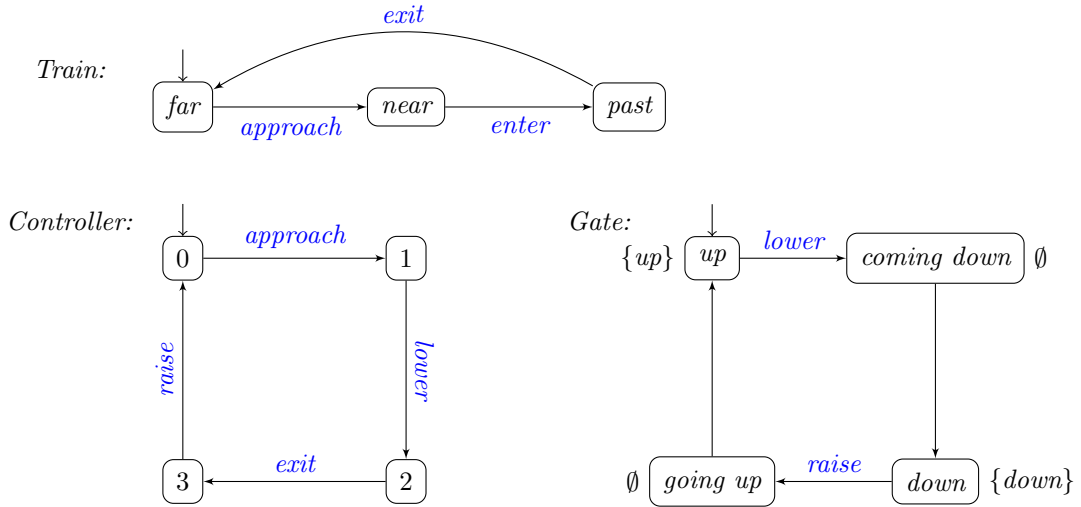 exit
Train:
far
near
past
approach
enter
Controller:
Gate:
0
approach
1
{up}
up
lower
coming down
∅
raise
lower
3
exit
2
∅
going up
raise
down
{down}